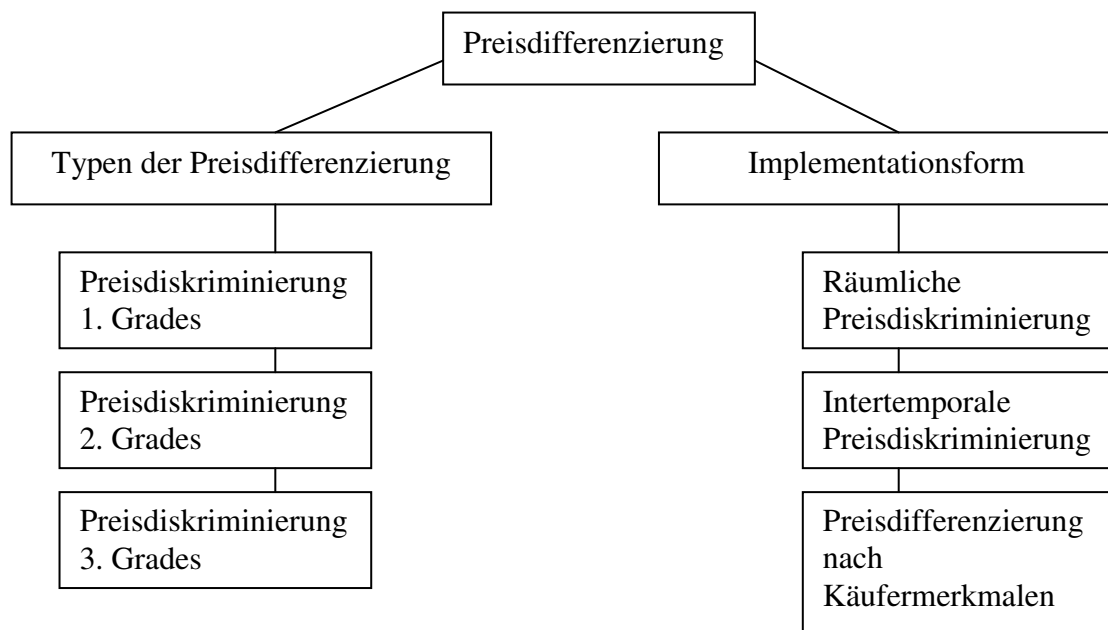 Preisdifferenzierung
Typen der Preisdifferenzierung
Implementationsform
Preisdiskriminierung
1. Grades
Preisdiskriminierung
2. Grades
Preisdiskriminierung
3. Grades
Räumliche
Preisdiskriminierung
Intertemporale
Preisdiskriminierung
Preisdifferenzierung
nach
Käufermerkmalen